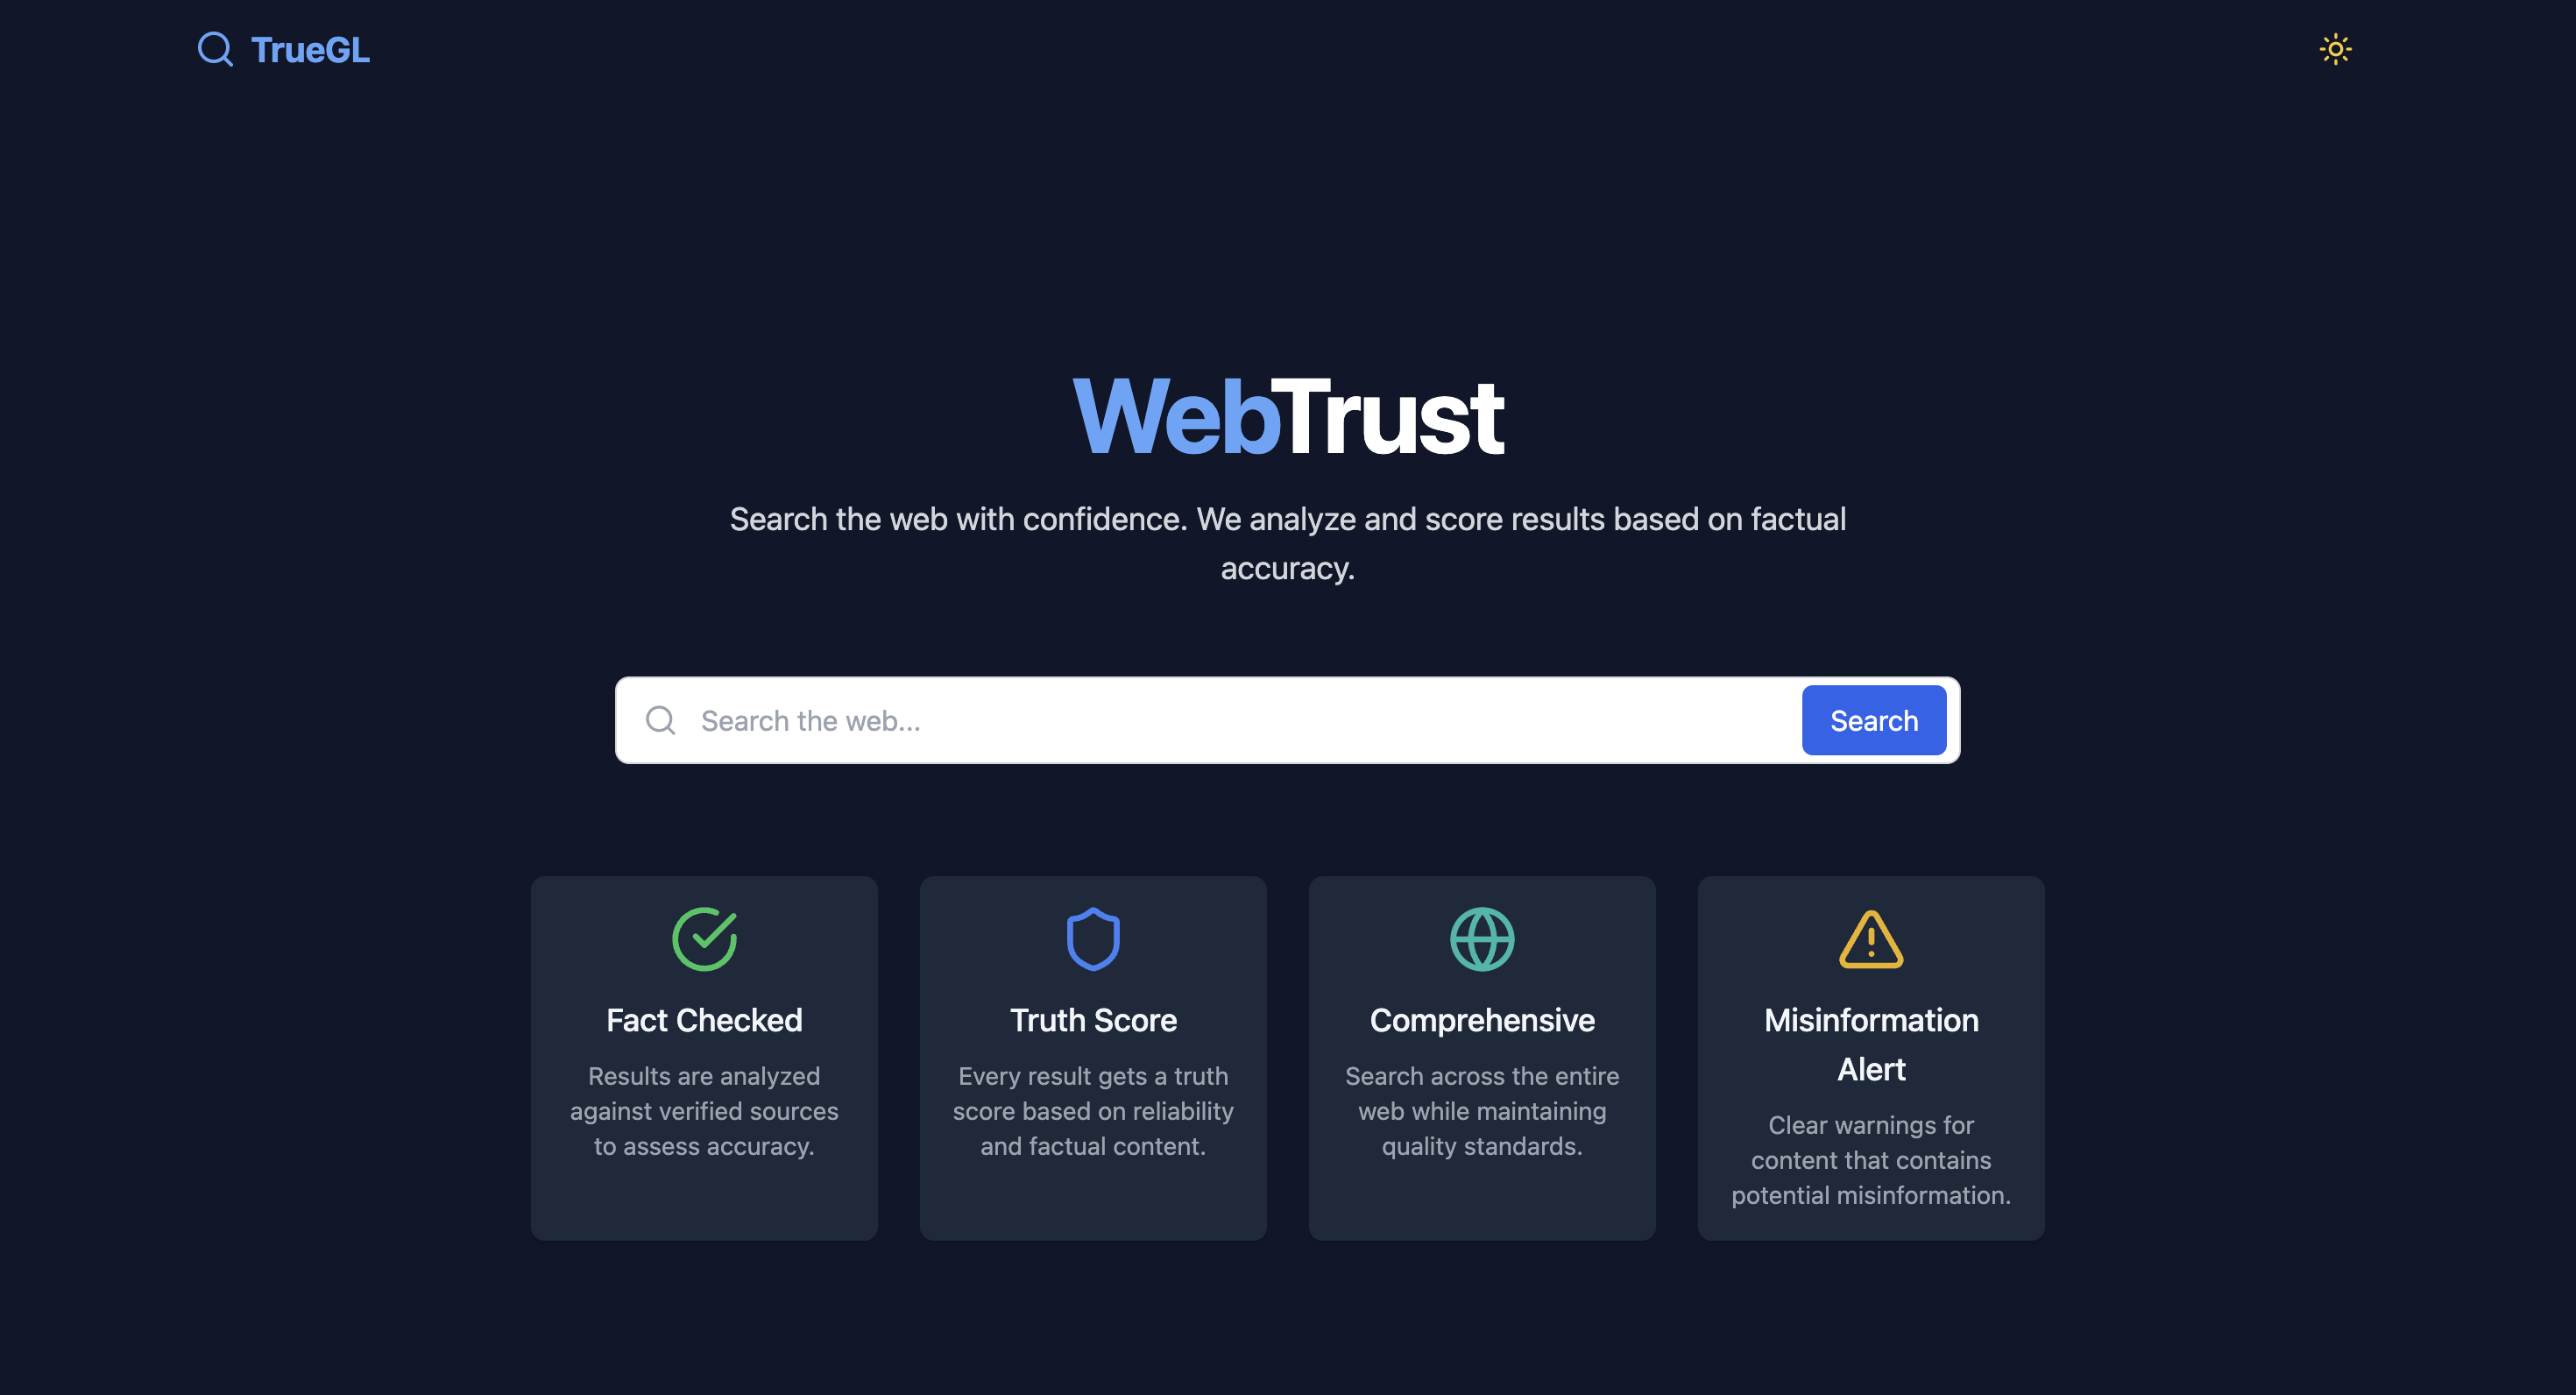 TrueGL
WebTrust
Search the web with confidence. We analyze and score results based on factual
accuracy.
Search the web...
Search
Fact Checked
Results are analyzed
against verified sources
to assess accuracy.
Truth Score
Every result gets a truth
score based on reliability
and factual content.
Comprehensive
Search across the entire
web while maintaining
quality standards.
Misinformation
Alert
Clear warnings for
content that contains
potential misinformation.